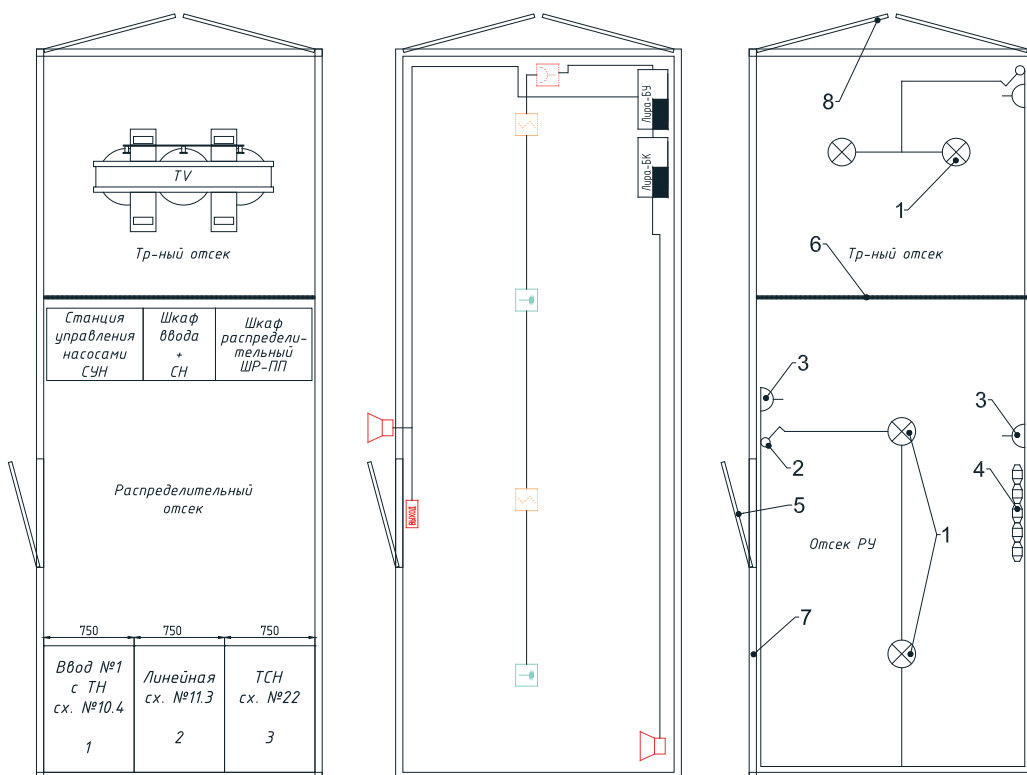 TV
Тр-ный отсек
Станция
управления
насосами
СУН
Шкаф
ввода
+
СН
Шкаф
распредели-
тельный
ШР-ПП
Распределительный
отсек
750
750
750
Ввод №1
с ТН
сх. №10.4
1
Линейная
сх. №11.3
2
ТСН
сх. №22
3
Лира-БУ
Лира-БК
ВЫХОД
8
1
6
Тр-ный отсек
3
3
2
4
5
Отсек РУ
1
7